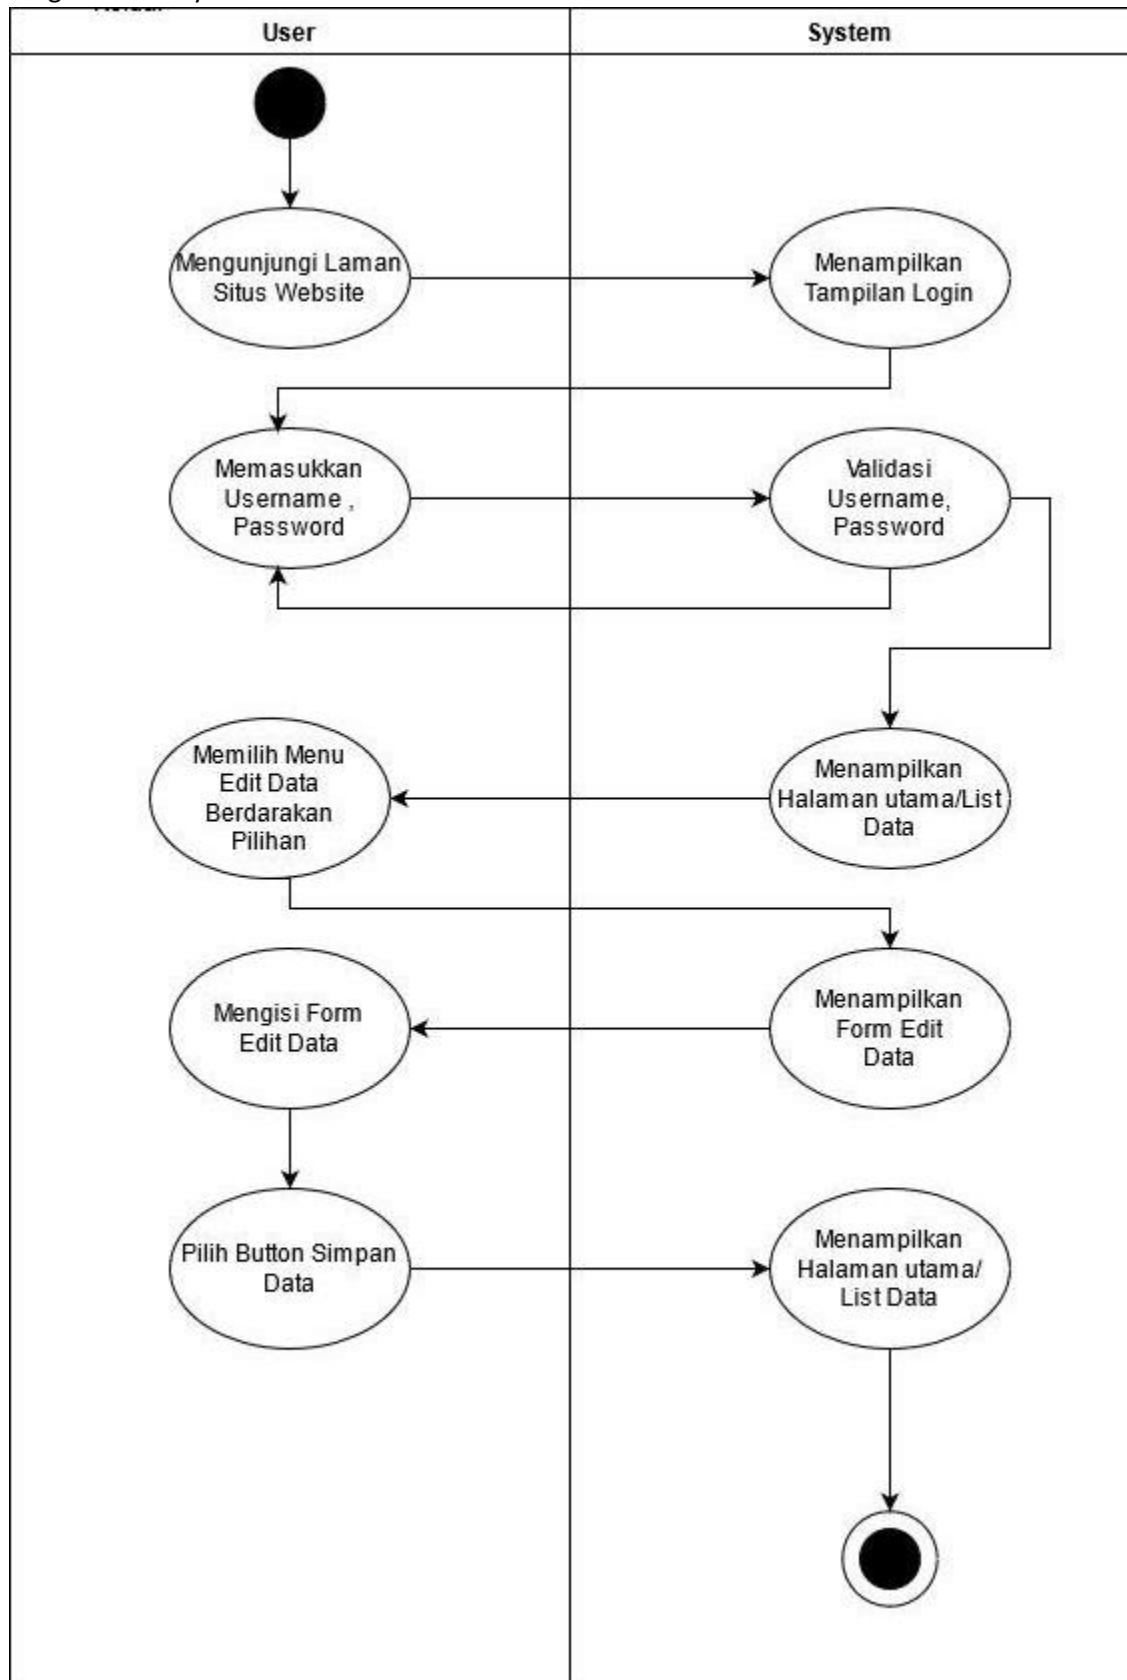 User
System
Mengunjungi Laman
Situs Website
Menampilkan
Tampilan Login
Memasukkan
Username ,
Password
Validasi
Username,
Password
Memilih Menu
Edit Data
Berdarakan
Pilihan
Menampilkan
Halaman utama/List
Data
Mengisi Form
Edit Data
Menampilkan
Form Edit
Data
Pilih Button Simpan
Data
Menampilkan
Halaman utama/
List Data